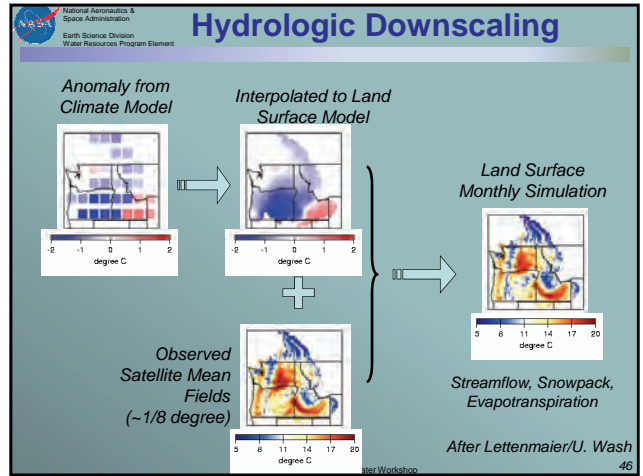 National Aeronautics &
Space Administration
Earth Science Division
Water Resources Program Element
Hydrologic Downscaling
Anomaly from
Climate Model
Interpolated to Land
Surface Model
-2 -1 0 1 2
degree C
-2 -1 0 1 2
degree C
Land Surface
Monthly Simulation
5 8 11 14 17 20
degree C
Observed
Satellite Mean
Fields
(~1/8 degree)
5 8 11 14 17 20
degree C
Streamflow, Snowpack,
Evapotranspiration
After Lettenmaier/U. Wash
Workshop
46